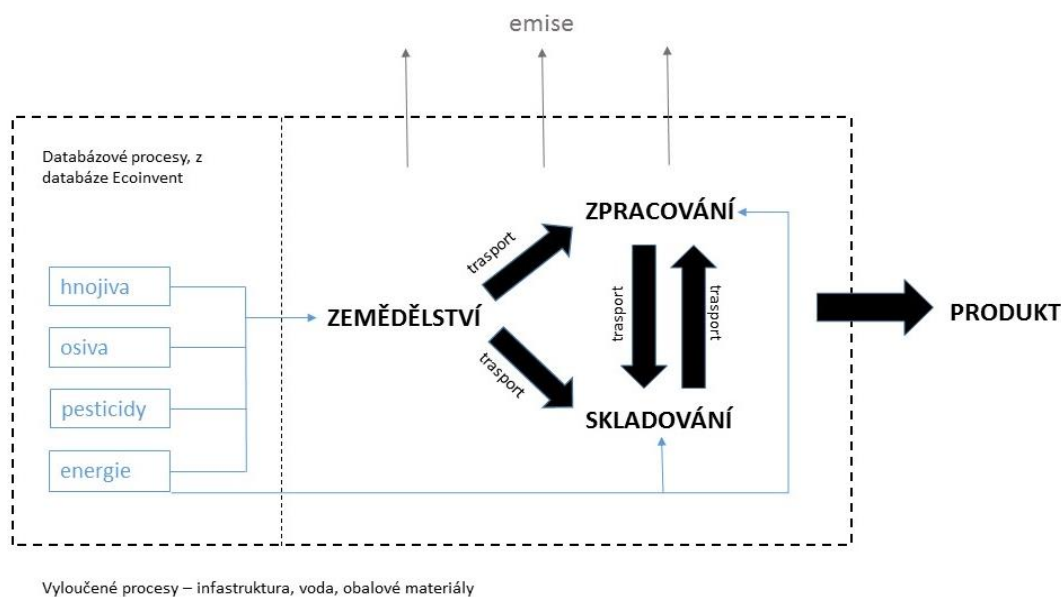 emise
Databázové procesy, z
databáze Ecoinvent
ZPRACOVÁNÍ
trasport
hnojiva
trasport
trasport
ZEMĚDĚLSTVÍ
PRODUKT
osiva
trasport
pesticidy
SKLADOVÁNÍ
energie
Vyloučené procesy – infastruktura, voda, obalové materiály